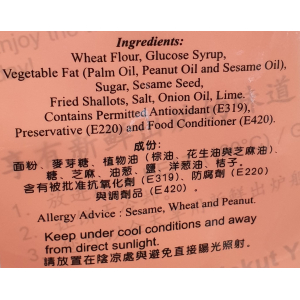 Ingredients:
Wheat Flour, Glucose Syrup,
Vegetable Fat (Palm Oil, Peanut Oil and Sesame Oil),
Sugar, Sesame Seed,
Fried Shallots, Salt, Onion Oil, Lime.
Contains Permitted Antioxidant (E319),
Preservative (E220) and Food Conditioner (E420).
成份:
面粉、麥芽糖、植物油（棕油、花生油與芝麻油）、
糖、芝麻、油葱、鹽、洋葱油、桔子。
含有被批准抗氧化劑（E319）、防腐劑（E220）
與調劑品（E420）。
Allergy Advice : Sesame, Wheat and Peanut.
Keep under cool conditions and away
from direct sunlight.
請放置在陰凉處與避免直接陽光照射。